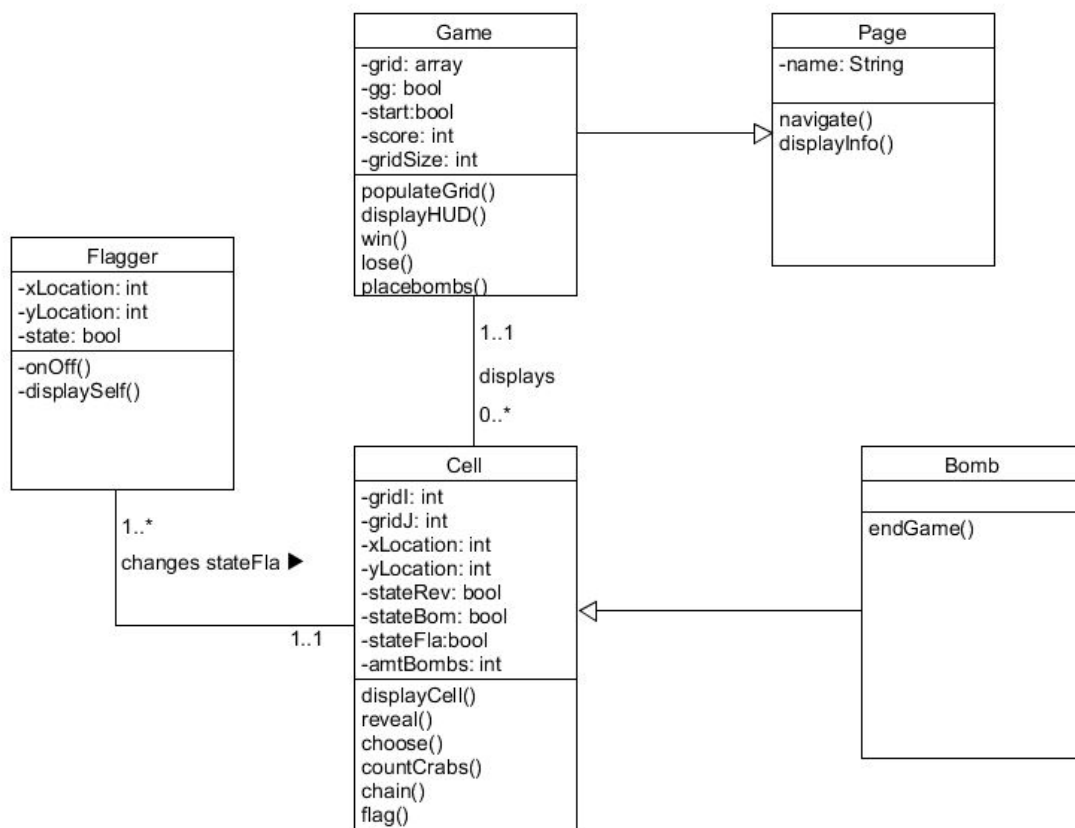 Game
-grid: array
-gg: bool
-start:bool
-score: int
-gridSize: int
populateGrid()
displayHUD()
win()
lose()
placebombs()
Page
-name: String
navigate()
displayInfo()
Flagger
-xLocation: int
-yLocation: int
-state: bool
-onOff()
-displaySelf()
1..1
displays
0..*
1..*
changes stateFla ▶
1..1
Cell
-gridI: int
-gridJ: int
-xLocation: int
-yLocation: int
-stateRev: bool
-stateBom: bool
-stateFla:bool
-amtBombs: int
displayCell()
reveal()
choose()
countCrabs()
chain()
flag()
Bomb
endGame()